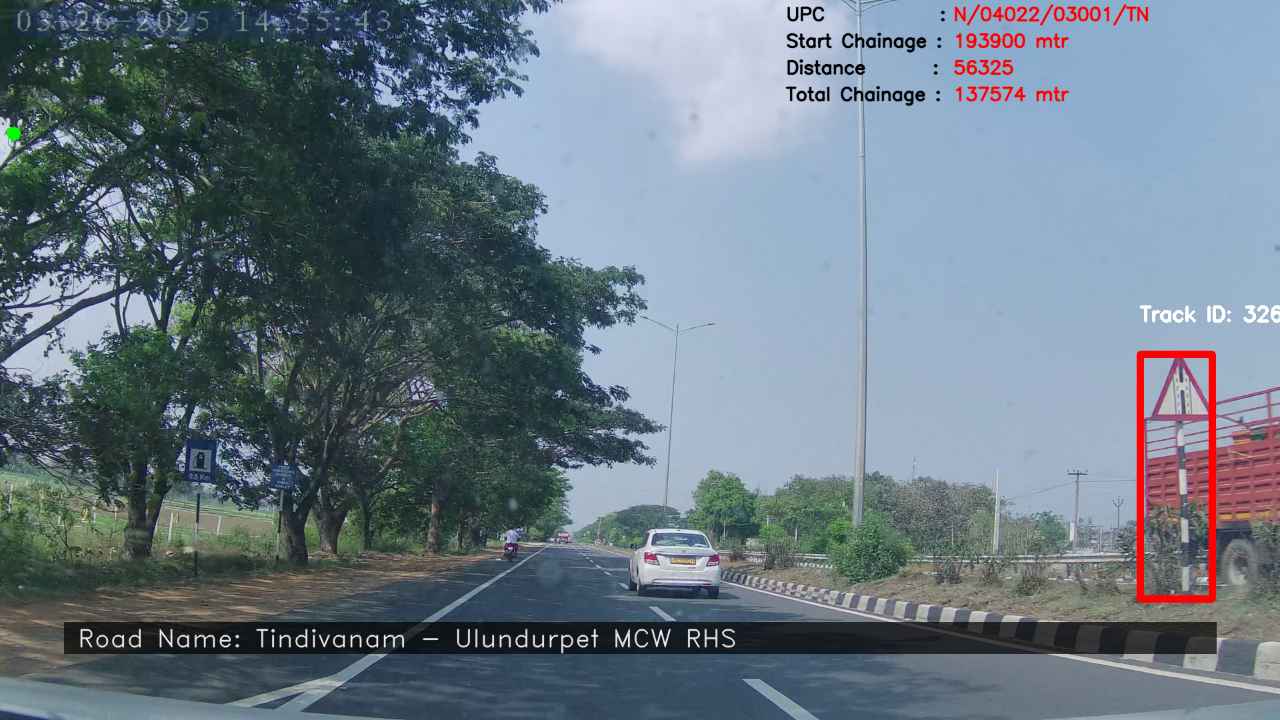 03-26-2025 14:55:43
UPC : N/04022/03001/TN
Start Chainage : 193900 mtr
Distance : 56325
Total Chainage : 137574 mtr
Track ID: 326
Road Name: Tindivanam - Ulundurpet MCW RHS